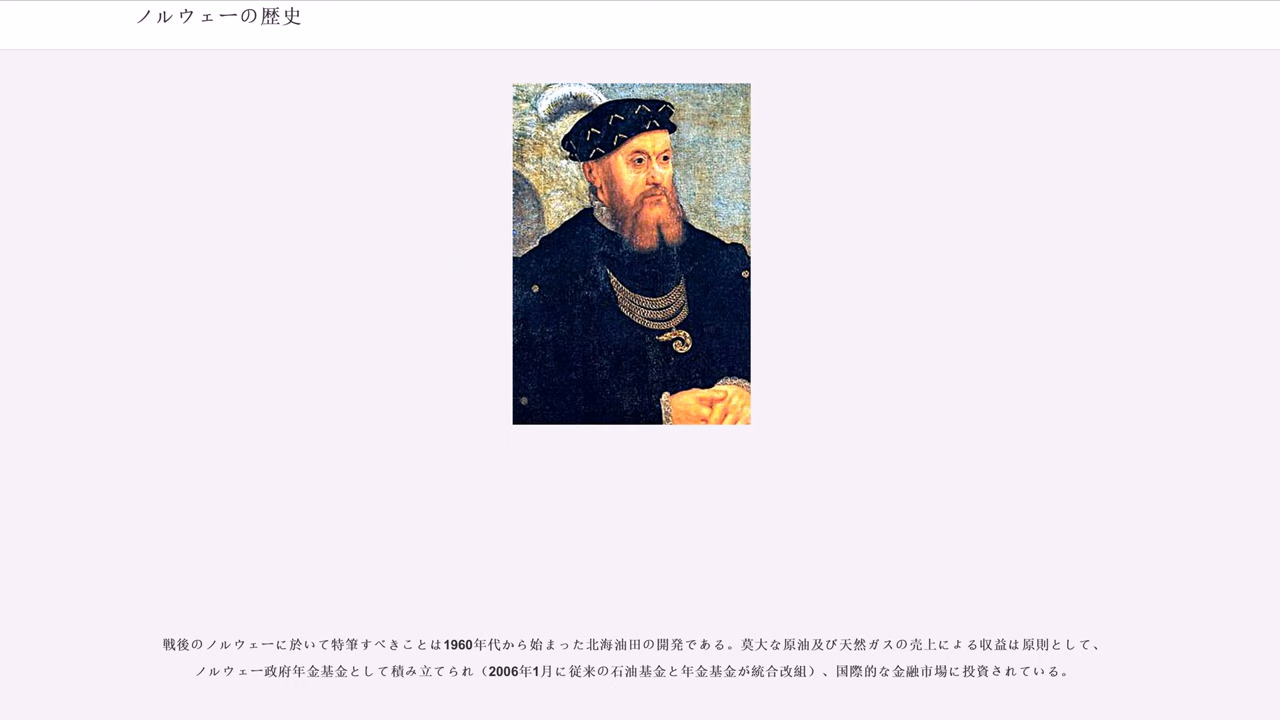 ノルウェーの歴史
戦後のノルウェーに於いて特筆すべきことは1960年代から始まった北海油田の開発である。莫大な原油及び天然ガスの売上による収益は原則として、
ノルウェー政府年金基金として積み立てられ（2006年1月に従来の石油基金と年金基金が統合改組）、国際的な金融市場に投資されている。